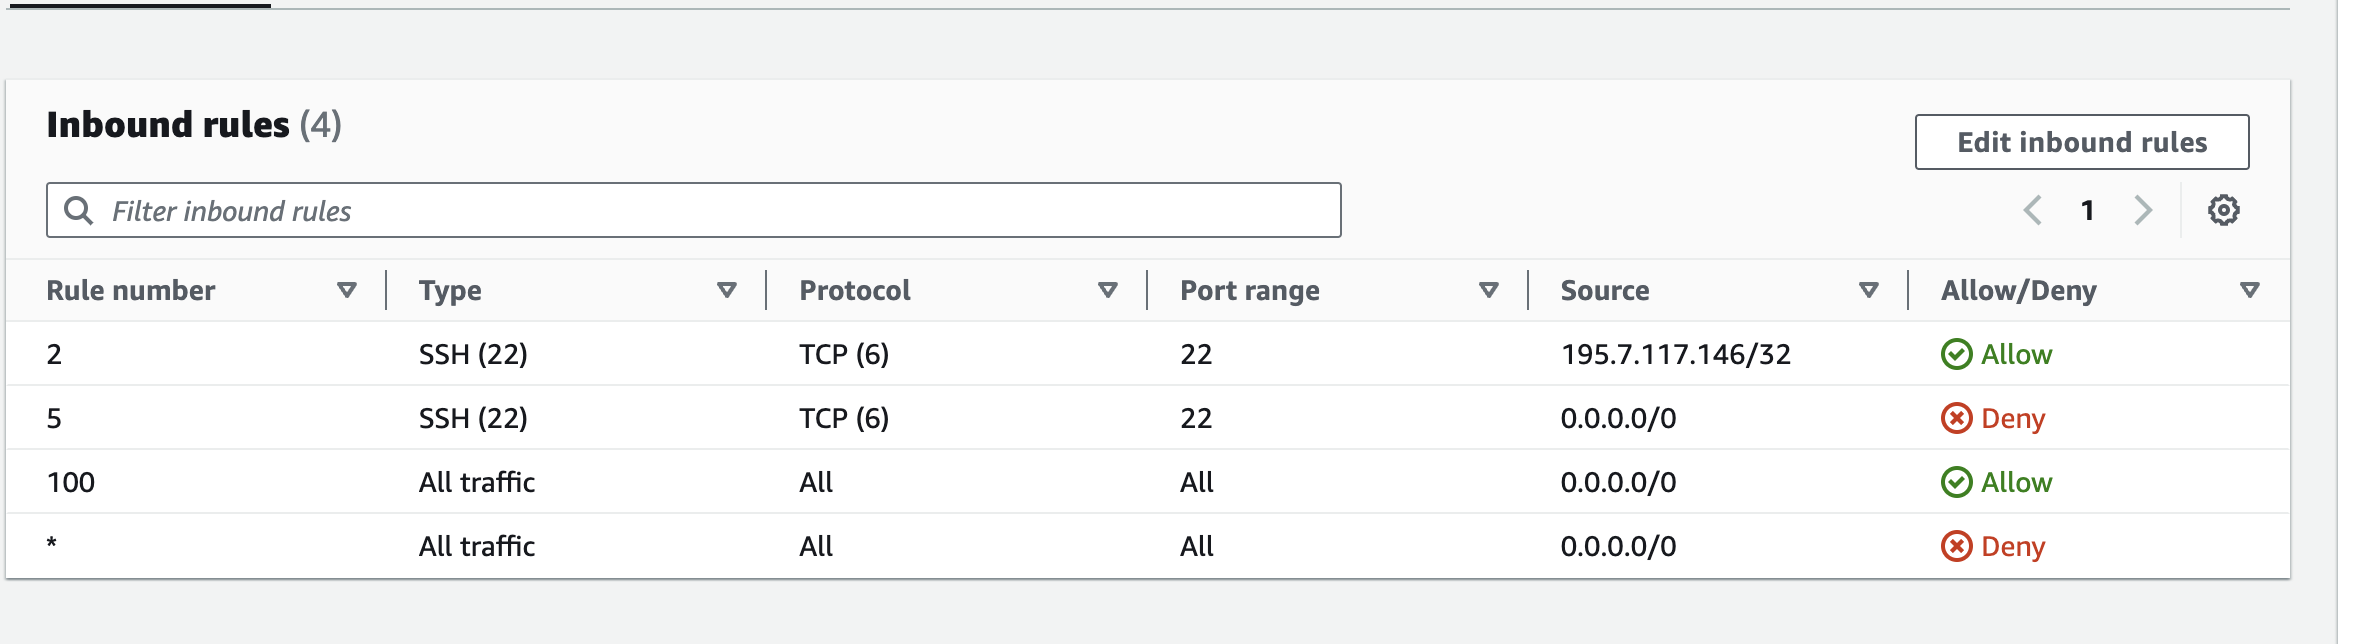 Inbound rules (4)
Edit inbound rules
Filter inbound rules
1
Rule number Type Protocol Port range Source Allow/Deny
2 SSH (22) TCP (6) 22 195.7.117.146/32 Allow
5 SSH (22) TCP (6) 22 0.0.0.0/0 Deny
100 All traffic All All 0.0.0.0/0 Allow
* All traffic All All 0.0.0.0/0 Deny